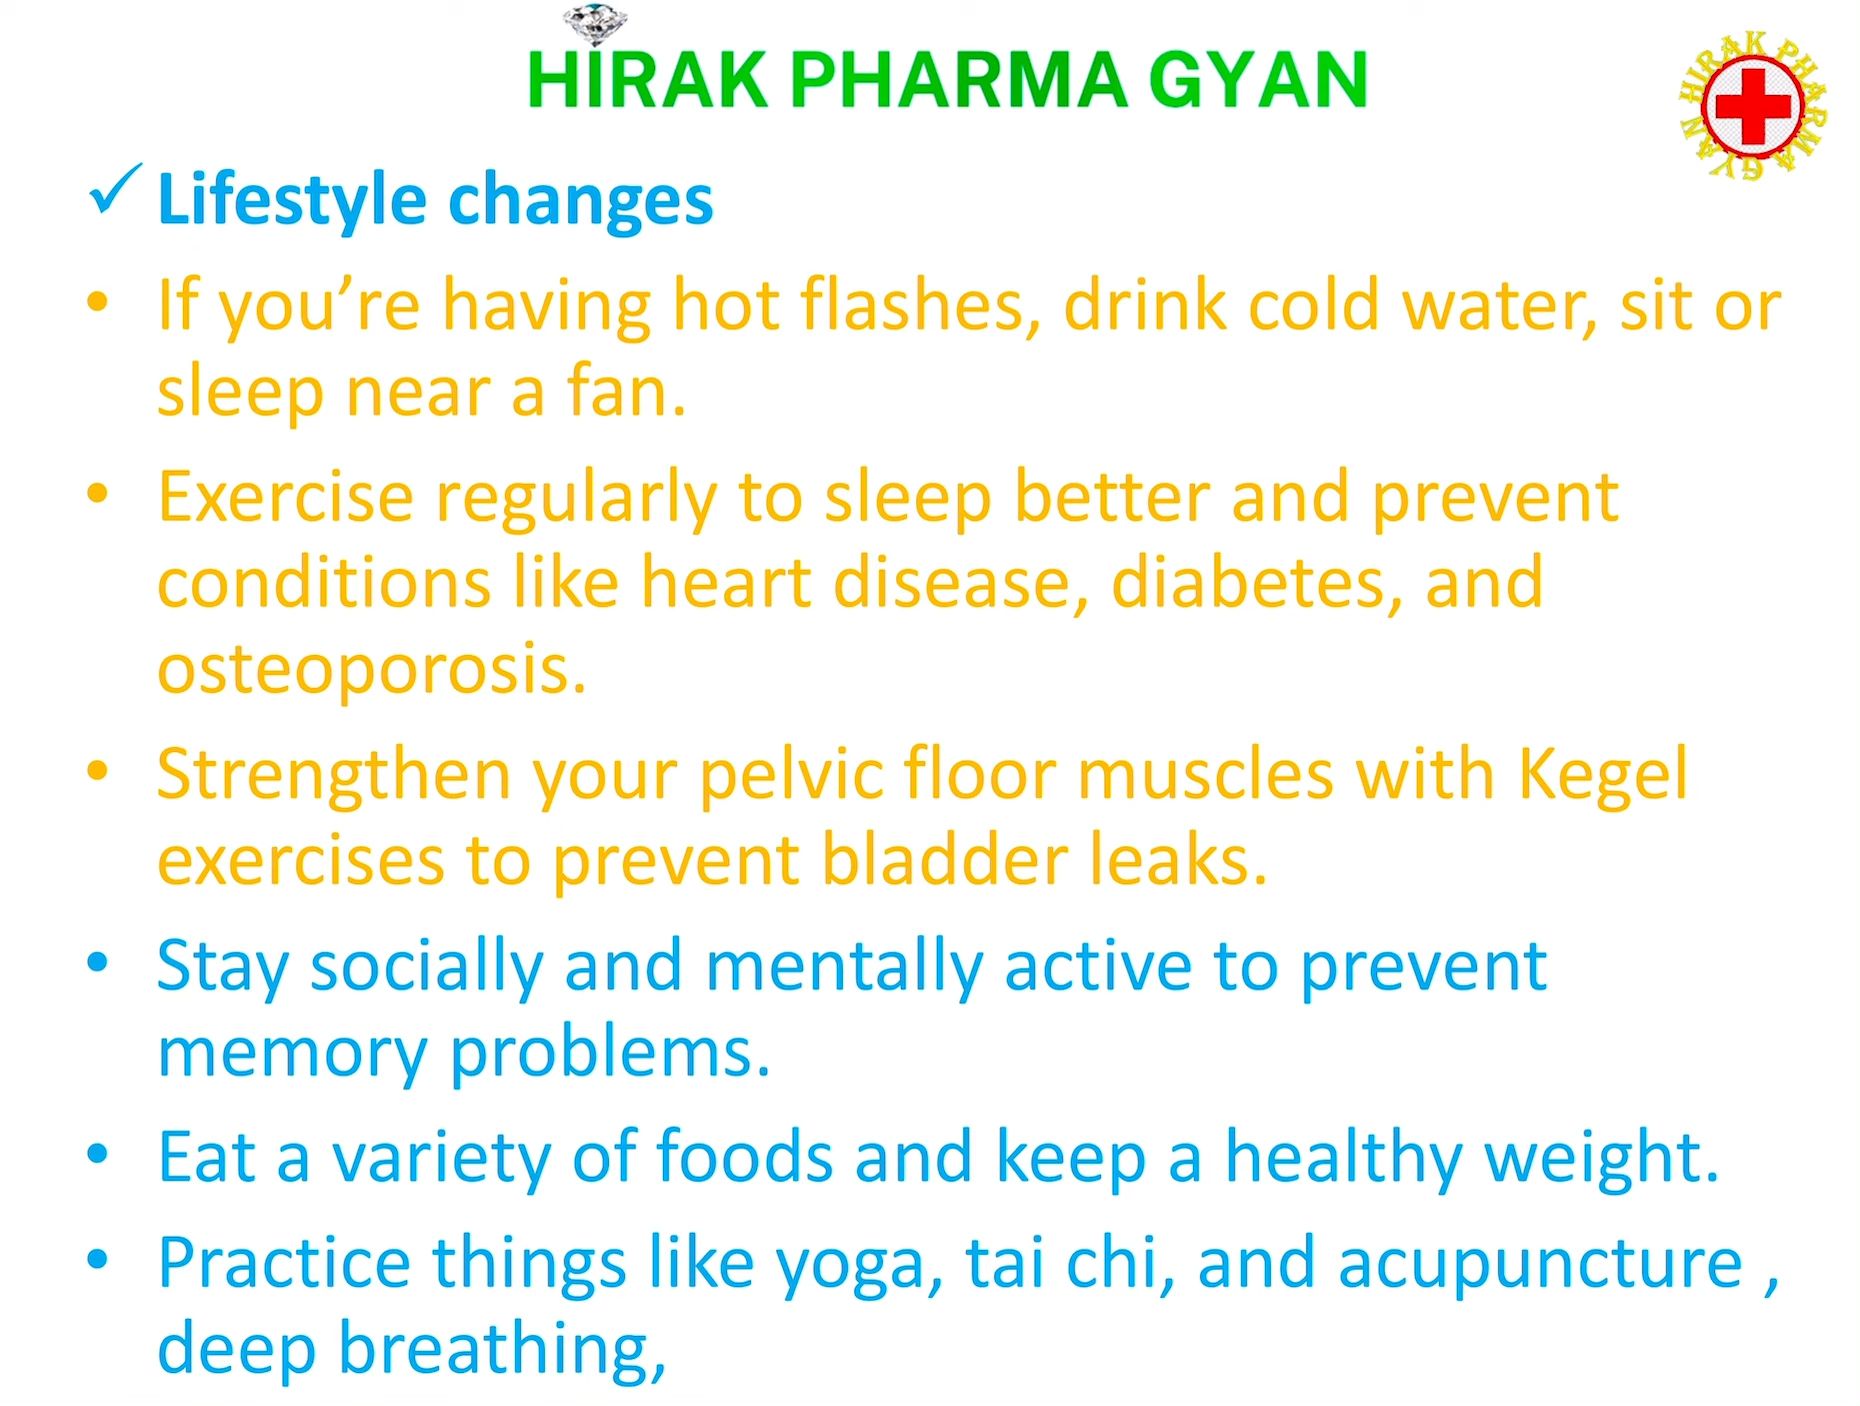 HIRAK PHARMA GYAN
HIRAK PHARMA GYAN
✓ Lifestyle changes
• If you’re having hot flashes, drink cold water, sit or
sleep near a fan.
• Exercise regularly to sleep better and prevent
conditions like heart disease, diabetes, and
osteoporosis.
• Strengthen your pelvic floor muscles with Kegel
exercises to prevent bladder leaks.
• Stay socially and mentally active to prevent
memory problems.
• Eat a variety of foods and keep a healthy weight.
• Practice things like yoga, tai chi, and acupuncture ,
deep breathing,